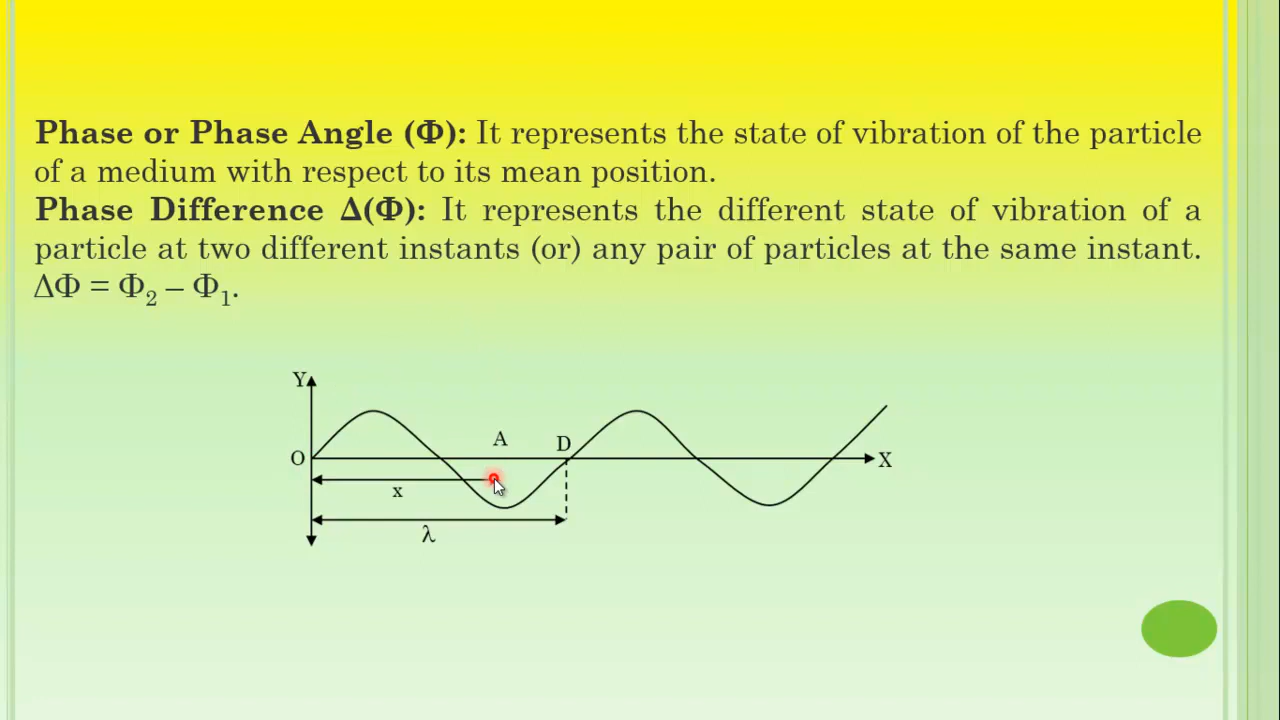 Phase or Phase Angle (Φ): It represents the state of vibration of the particle
of a medium with respect to its mean position.
Phase Difference Δ(Φ): It represents the different state of vibration of a
particle at two different instants (or) any pair of particles at the same instant.
ΔΦ = Φ₂ – Φ₁.
Y
A
D
O
X
x
λ